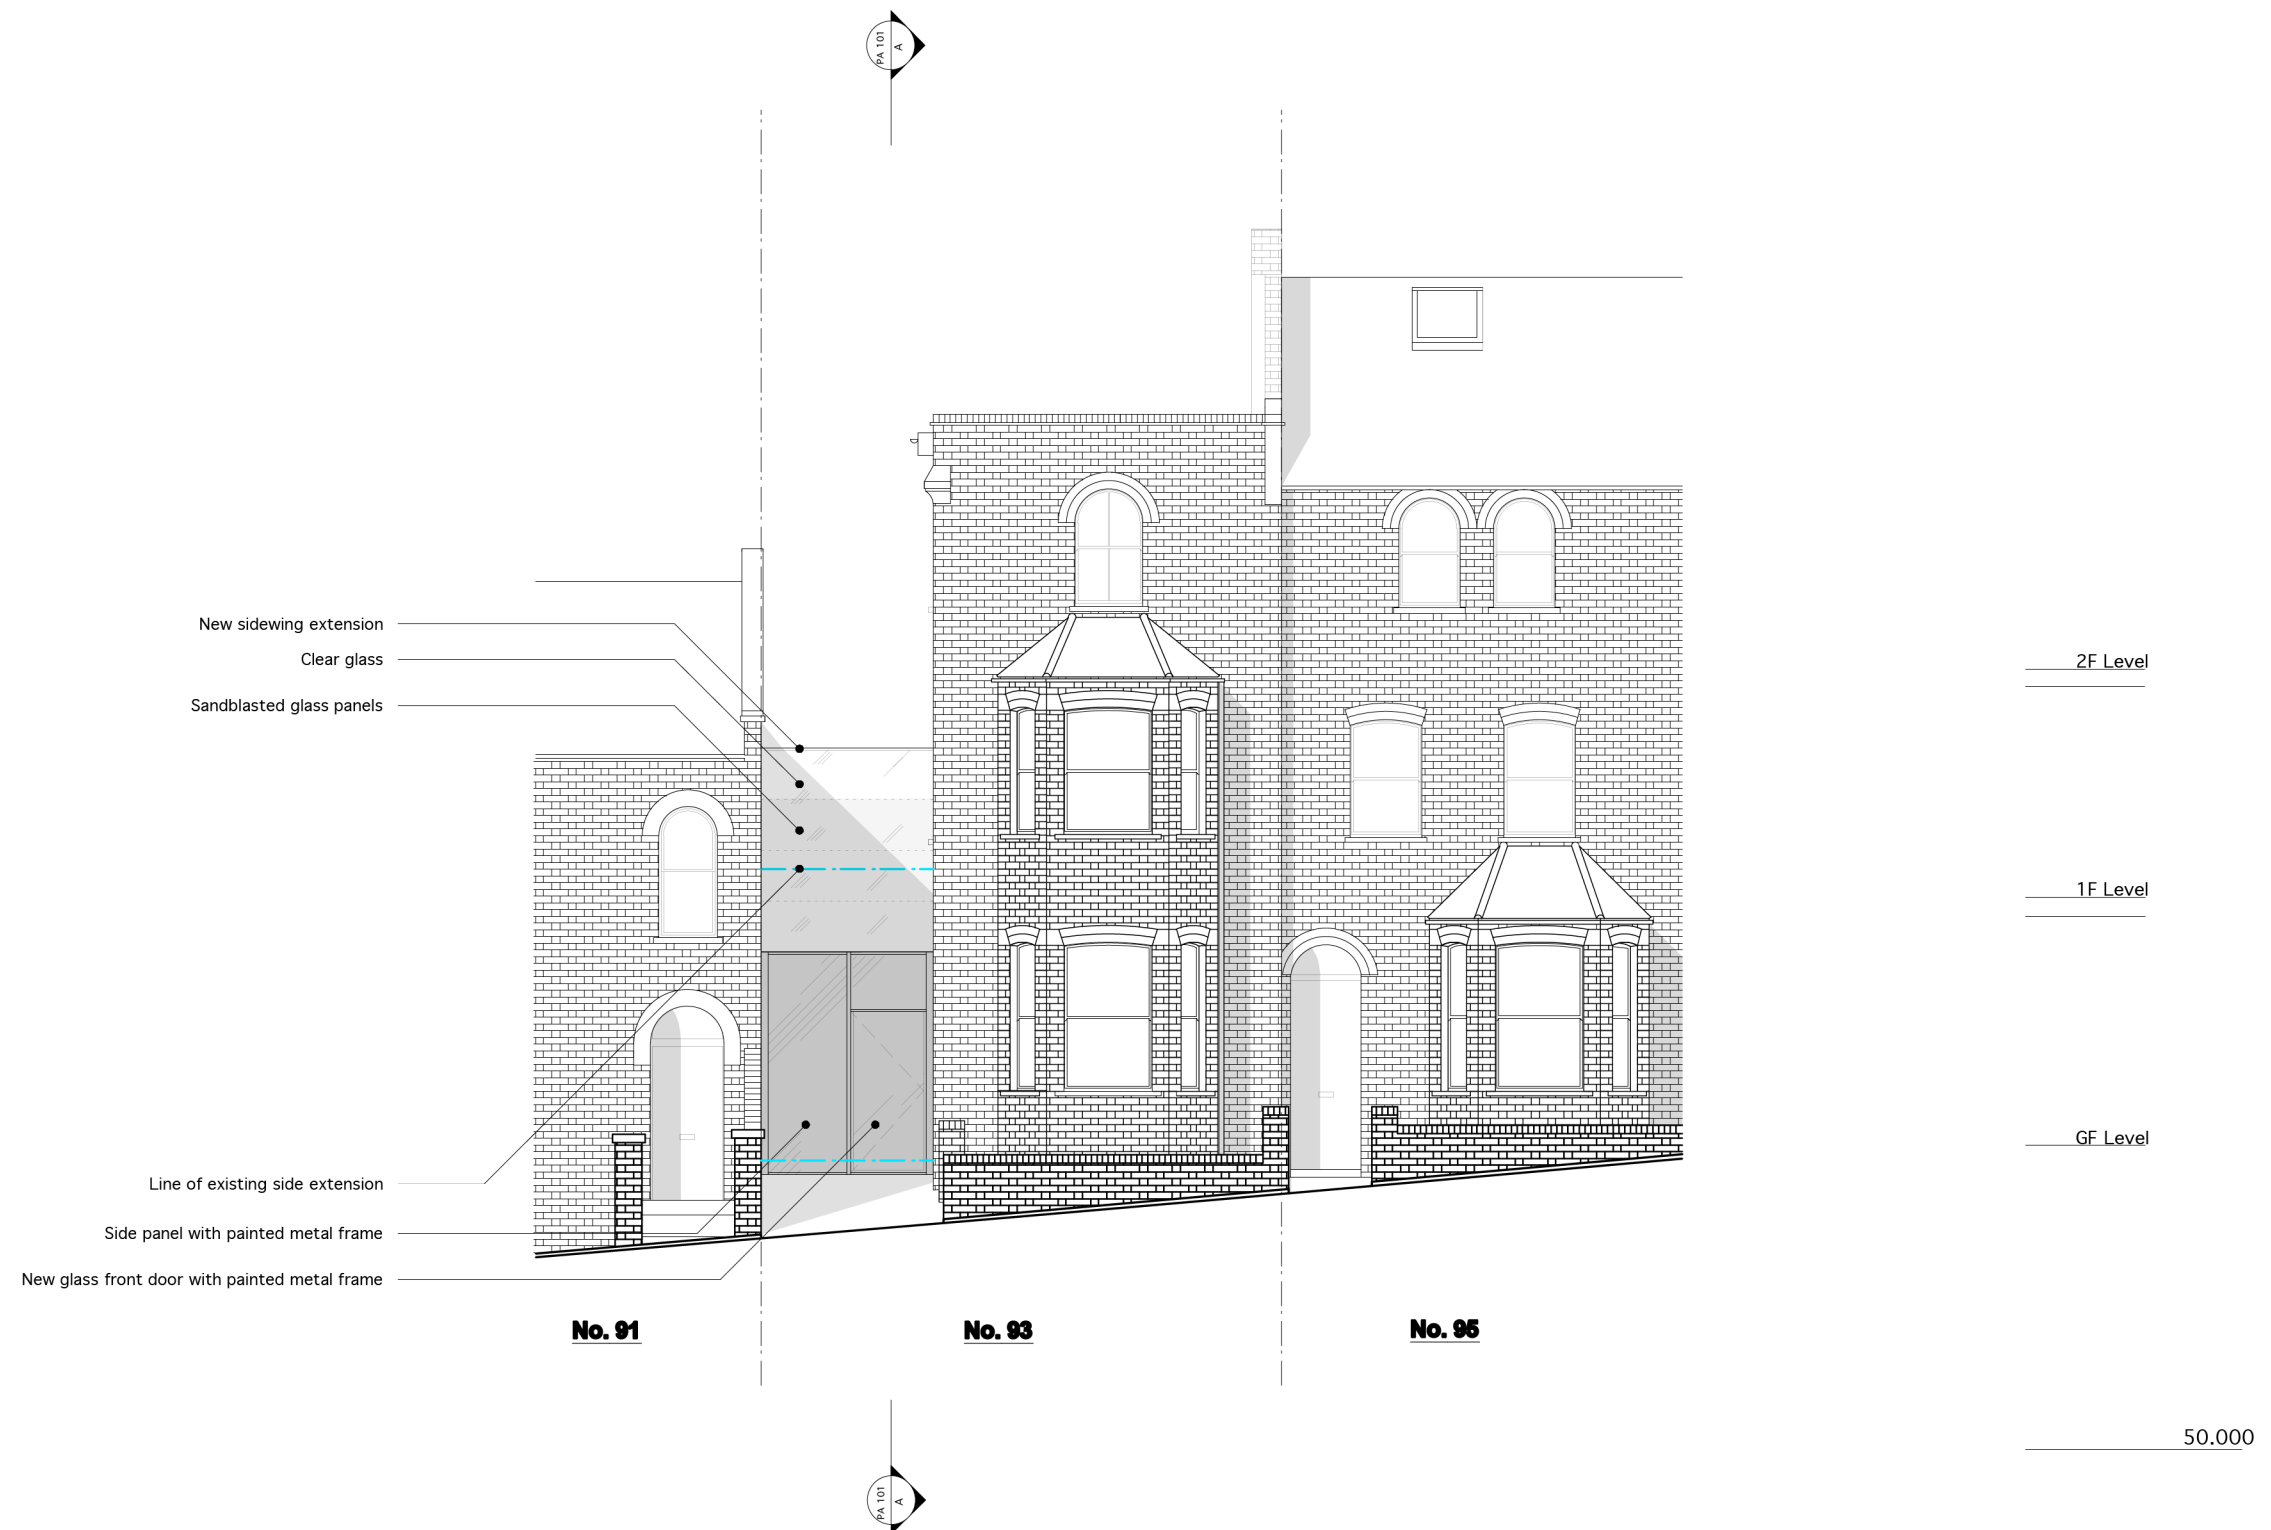 PA 101
A
New sidewing extension
Clear glass
Sandblasted glass panels
2F Level
1F Level
GF Level
Line of existing side extension
Side panel with painted metal frame
New glass front door with painted metal frame
No. 91
No. 93
No. 95
50.000
PA 101
A